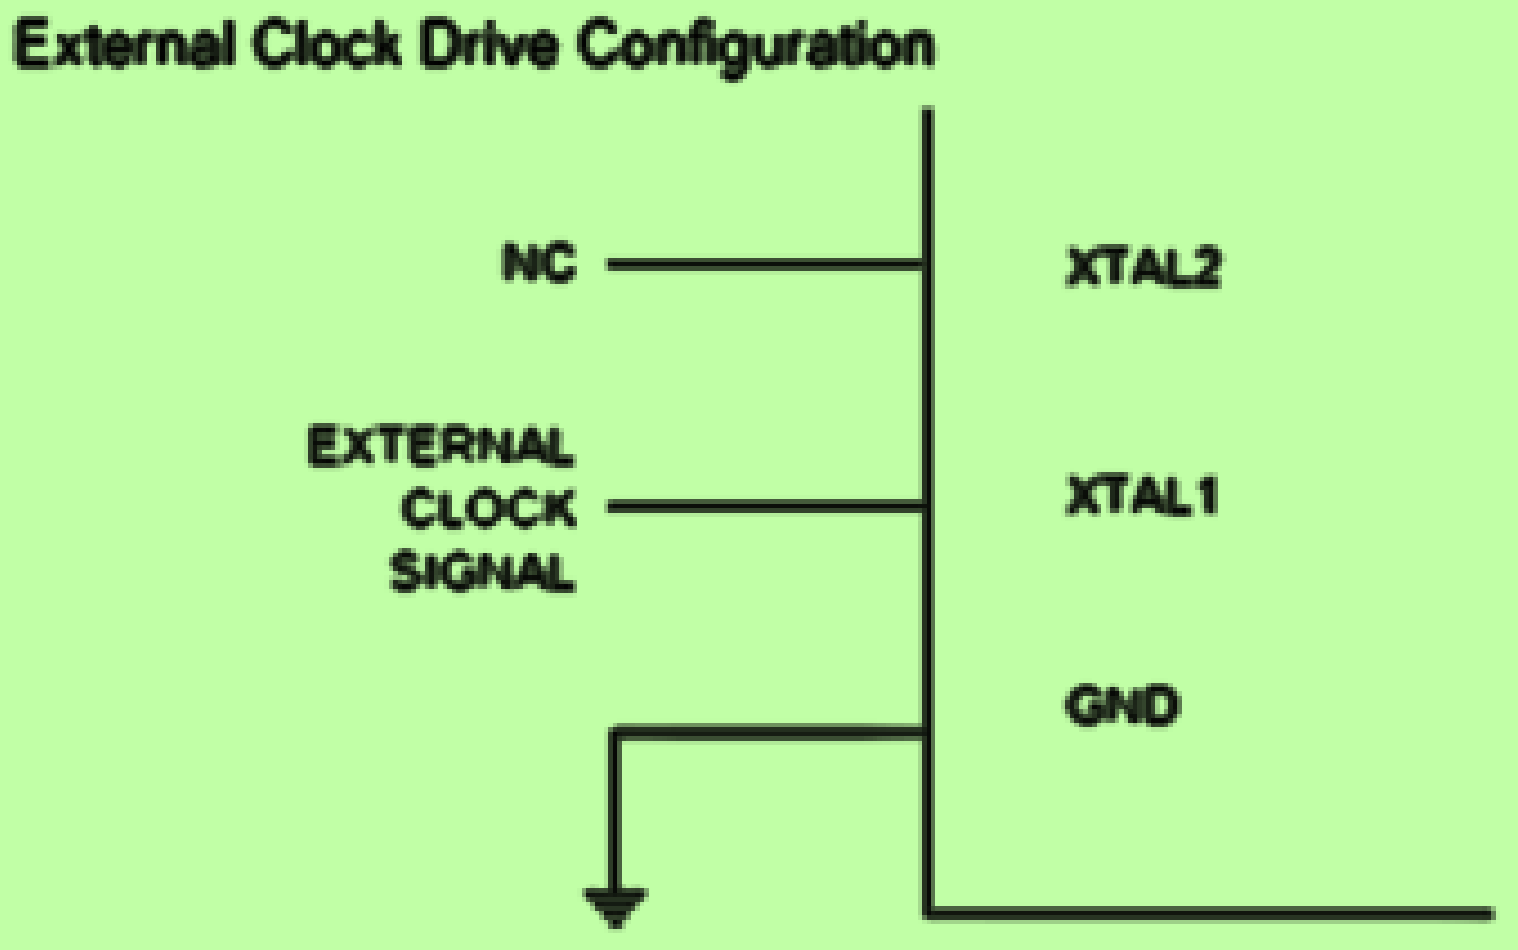 External Clock Drive Configuration
NC
XTAL2
EXTERNAL
CLOCK
SIGNAL
XTAL1
GND